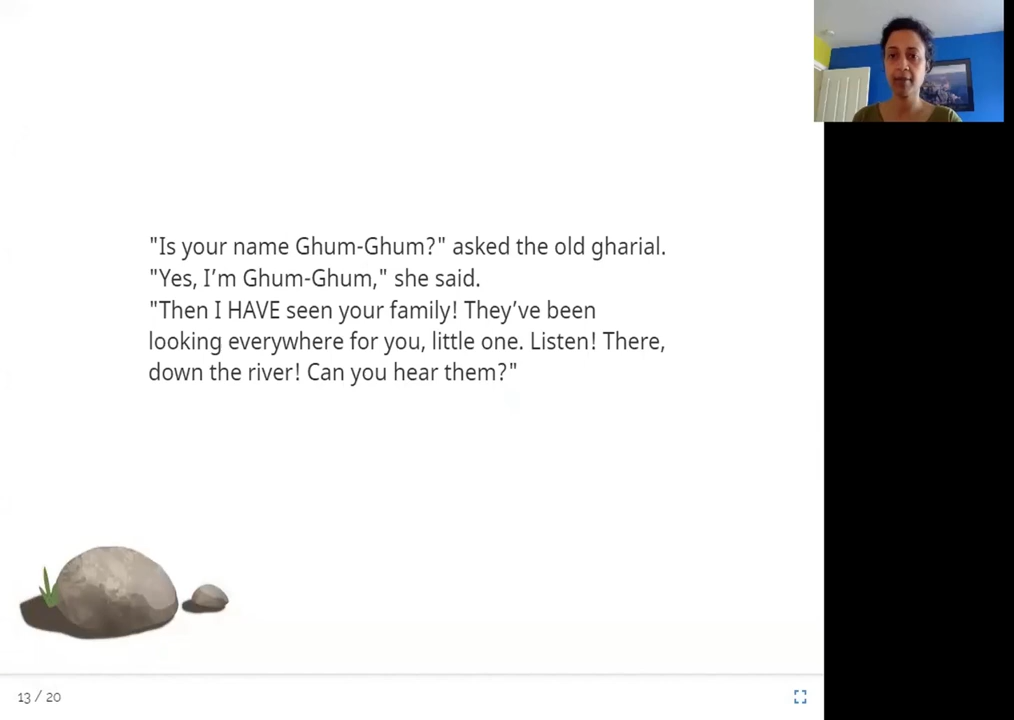 "Is your name Ghum-Ghum?" asked the old gharial.
"Yes, I’m Ghum-Ghum," she said.
"Then I HAVE seen your family! They’ve been
looking everywhere for you, little one. Listen! There,
down the river! Can you hear them?"
13 / 20